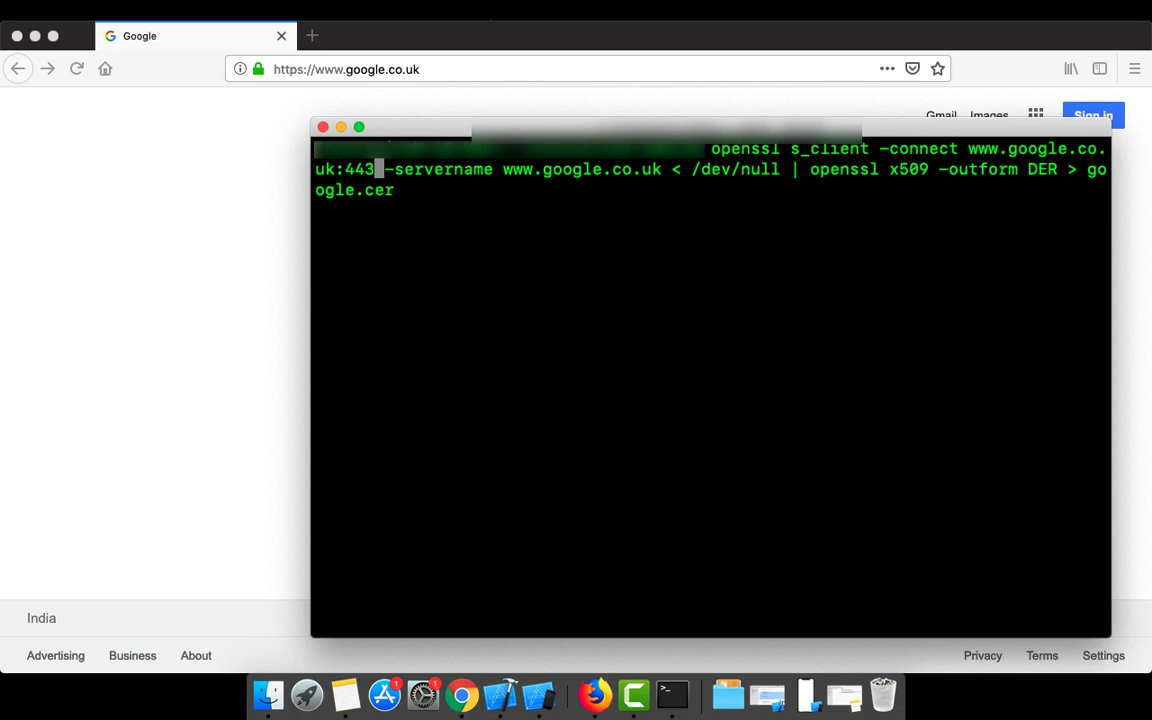 Google
https://www.google.co.uk
Gmail Images Sign in
openssl s_client -connect www.google.co.
uk:443 -servername www.google.co.uk < /dev/null | openssl x509 -outform DER > go
ogle.cer
India
Advertising Business About Privacy Terms Settings
1 1